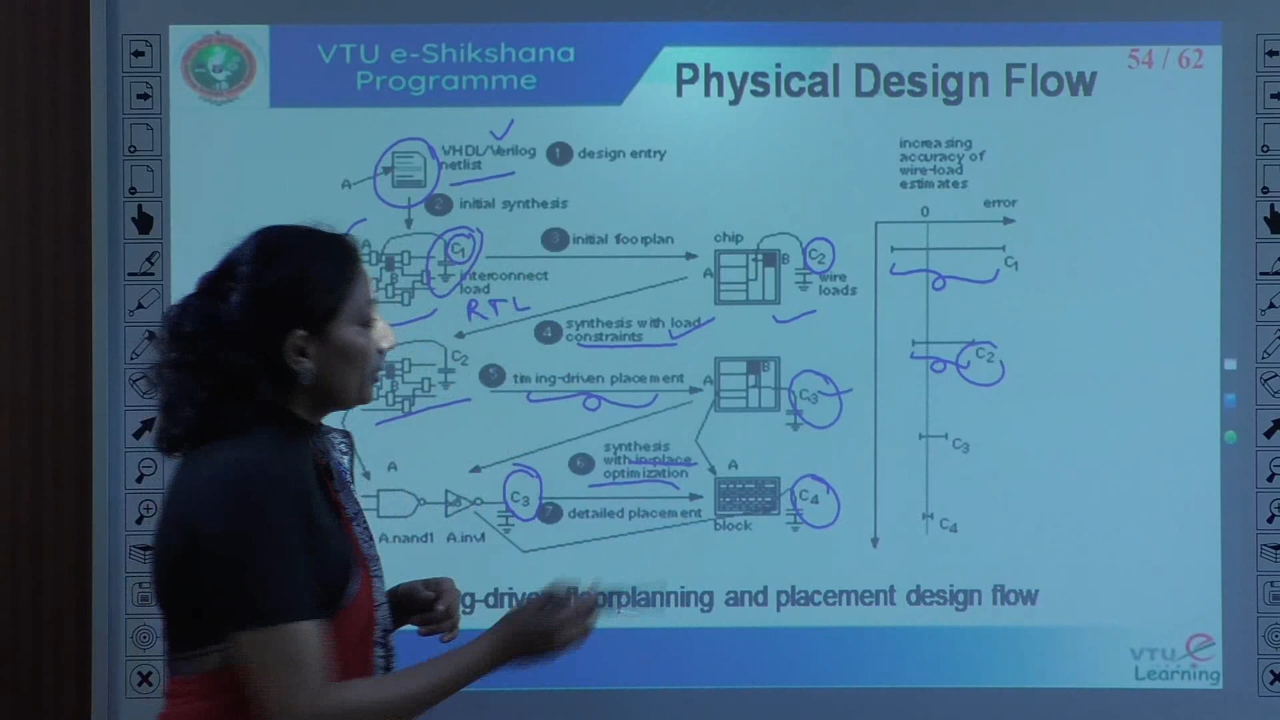 VTU e-Shikshana
Programme
Physical Design Flow
54 / 62
VHDL/Verilog
netlist
1 design entry
A
2 initial synthesis
A
B
C1
interconnect
load
RTL
3 initial floorplan
chip
A
B
C2
wire
loads
4 synthesis with load
constraints
B
C2
5 timing-driven placement
A
B
C3
6 synthesis
with in-place
optimization
A
A
C3
7 detailed placement
C4
block
A.nand1 A.inv1
increasing
accuracy of
wire-load
estimates
0
error
C1
C2
C3
C4
floorplanning and placement design flow
VTU e
Learning